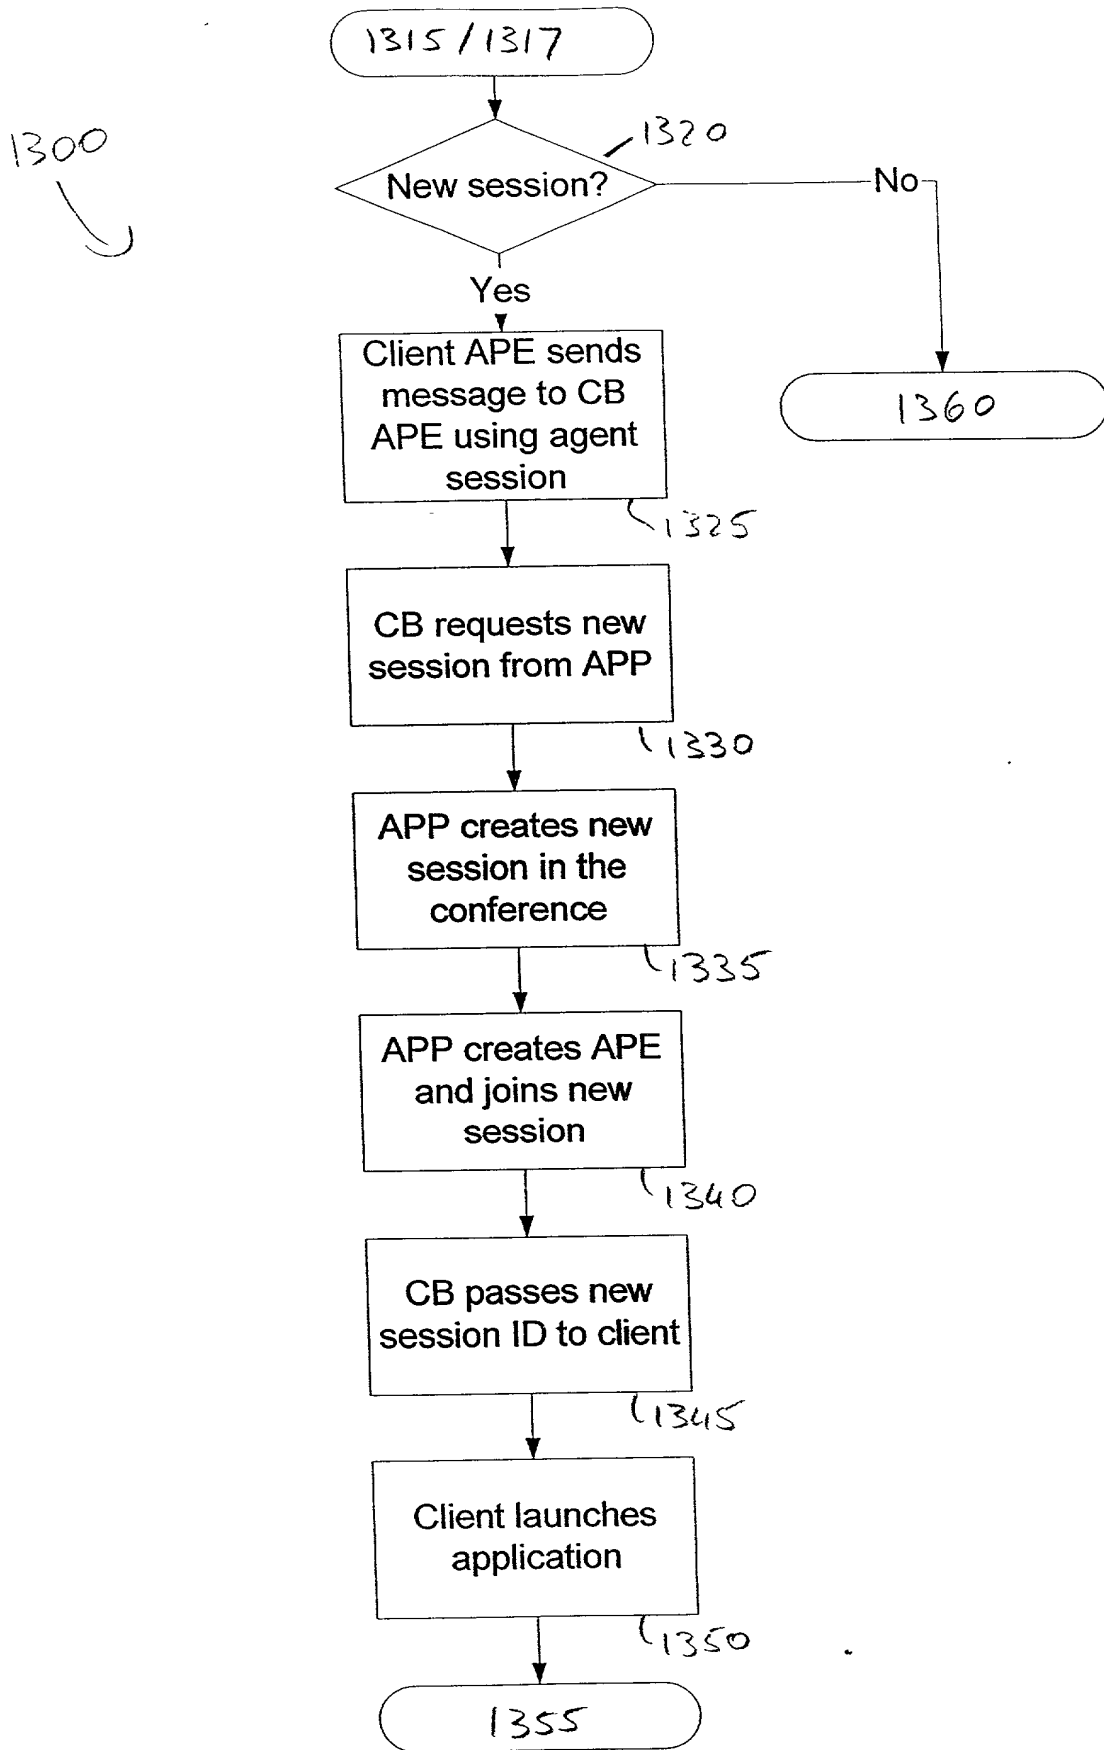 1315/1317
1300
1320
New session?
No
Yes
Client APE sends
message to CB
APE using agent
session
1360
1325
CB requests new
session from APP
1330
APP creates new
session in the
conference
1335
APP creates APE
and joins new
session
1340
CB passes new
session ID to client
1345
Client launches
application
1350
1355